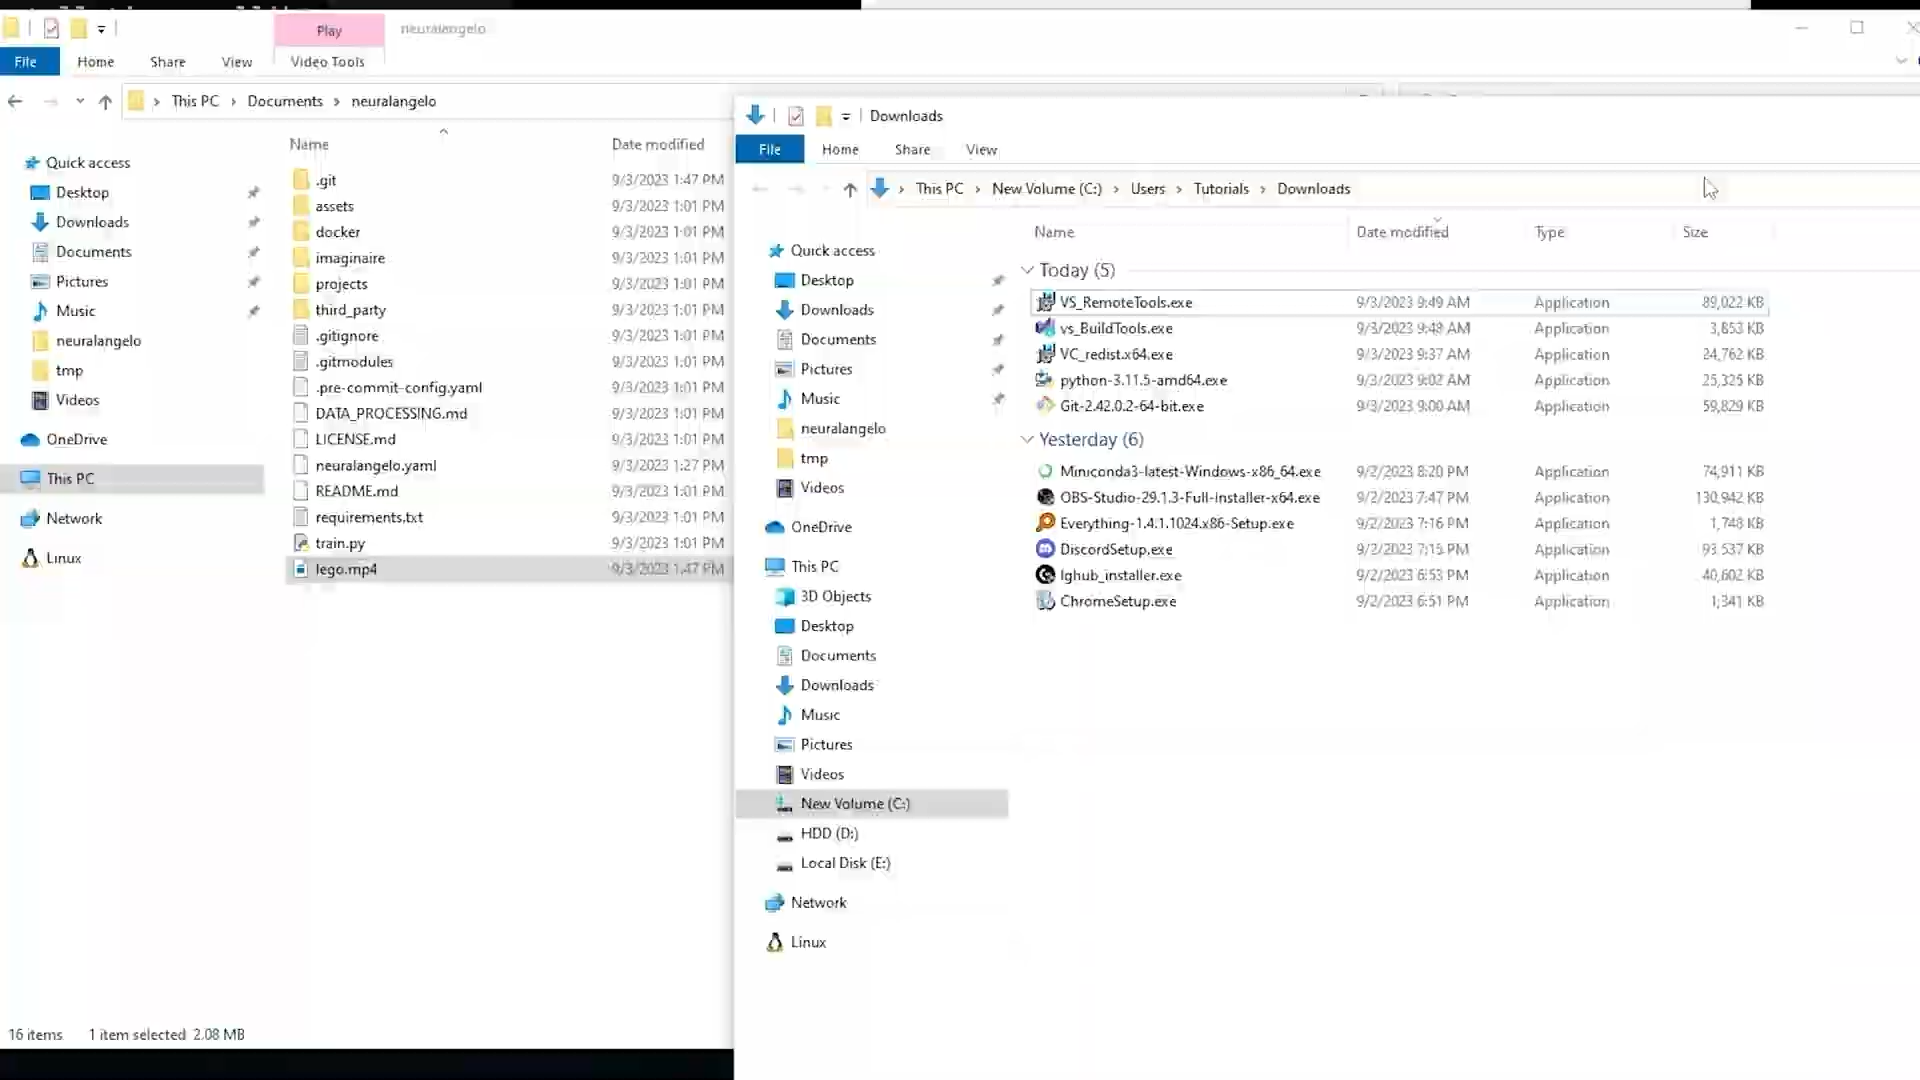 Play
neuralangelo
File
Home
Share
View
Video Tools
This PC
Documents
neuralangelo
Name
Date modified
Quick access
Desktop
Downloads
Documents
Pictures
Music
neuralangelo
tmp
Videos
OneDrive
This PC
Network
Linux
.git 9/3/2023 1:47 PM
assets 9/3/2023 1:01 PM
docker 9/3/2023 1:01 PM
imaginaire 9/3/2023 1:01 PM
projects 9/3/2023 1:01 PM
third_party 9/3/2023 1:01 PM
.gitignore 9/3/2023 1:01 PM
.gitmodules 9/3/2023 1:01 PM
.pre-commit-config.yaml 9/3/2023 1:01 PM
DATA_PROCESSING.md 9/3/2023 1:01 PM
LICENSE.md 9/3/2023 1:01 PM
neuralangelo.yaml 9/3/2023 1:27 PM
README.md 9/3/2023 1:01 PM
requirements.txt 9/3/2023 1:01 PM
train.py 9/3/2023 1:01 PM
lego.mp4 9/3/2023 1:47 PM
16 items 1 item selected 2.08 MB
Downloads
File
Home
Share
View
This PC
New Volume (C:)
Users
Tutorials
Downloads
Quick access
Desktop
Downloads
Documents
Pictures
Music
neuralangelo
tmp
Videos
OneDrive
This PC
3D Objects
Desktop
Documents
Downloads
Music
Pictures
Videos
New Volume (C:)
HDD (D:)
Local Disk (E:)
Network
Linux
Name Date modified Type Size
Today (5)
VS_RemoteTools.exe 9/3/2023 9:49 AM Application 89,022 KB
vs_BuildTools.exe 9/3/2023 9:48 AM Application 3,853 KB
VC_redist.x64.exe 9/3/2023 9:37 AM Application 24,762 KB
python-3.11.5-amd64.exe 9/3/2023 9:02 AM Application 25,325 KB
Git-2.42.0.2-64-bit.exe 9/3/2023 9:00 AM Application 59,829 KB
Yesterday (6)
Miniconda3-latest-Windows-x86_64.exe 9/2/2023 8:20 PM Application 74,911 KB
OBS-Studio-29.1.3-Full-Installer-x64.exe 9/2/2023 7:47 PM Application 130,942 KB
Everything-1.4.1.1024.x86-Setup.exe 9/2/2023 7:16 PM Application 1,748 KB
DiscordSetup.exe 9/2/2023 7:15 PM Application 93,537 KB
lghub_installer.exe 9/2/2023 6:53 PM Application 40,602 KB
ChromeSetup.exe 9/2/2023 6:51 PM Application 1,341 KB